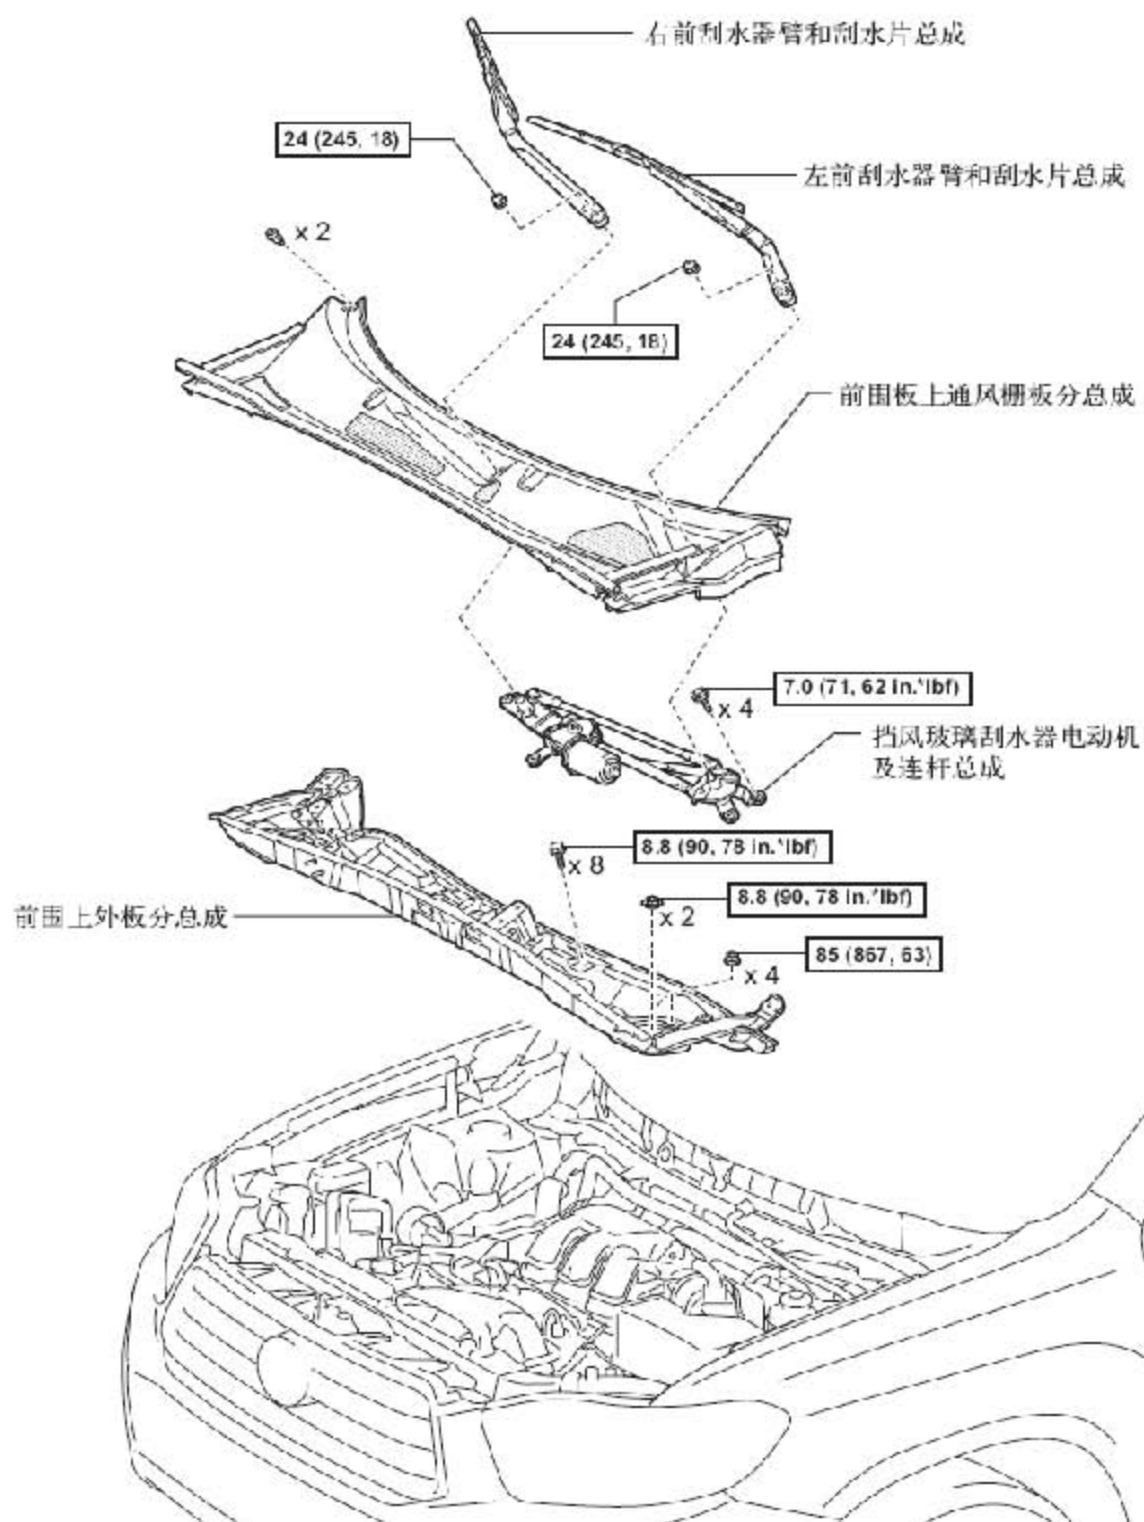 右前刮水器臂和刮水片总成
24 (245, 18)
左前刮水器臂和刮水片总成
x 2
24 (245, 18)
前围板上通风栅板分总成
7.0 (71, 62 in.*lbf)
x 4
挡风玻璃刮水器电动机
及连杆总成
8.8 (90, 78 in.*lbf)
x 8
8.8 (90, 78 in.*lbf)
x 2
前围上外板分总成
85 (867, 63)
x 4